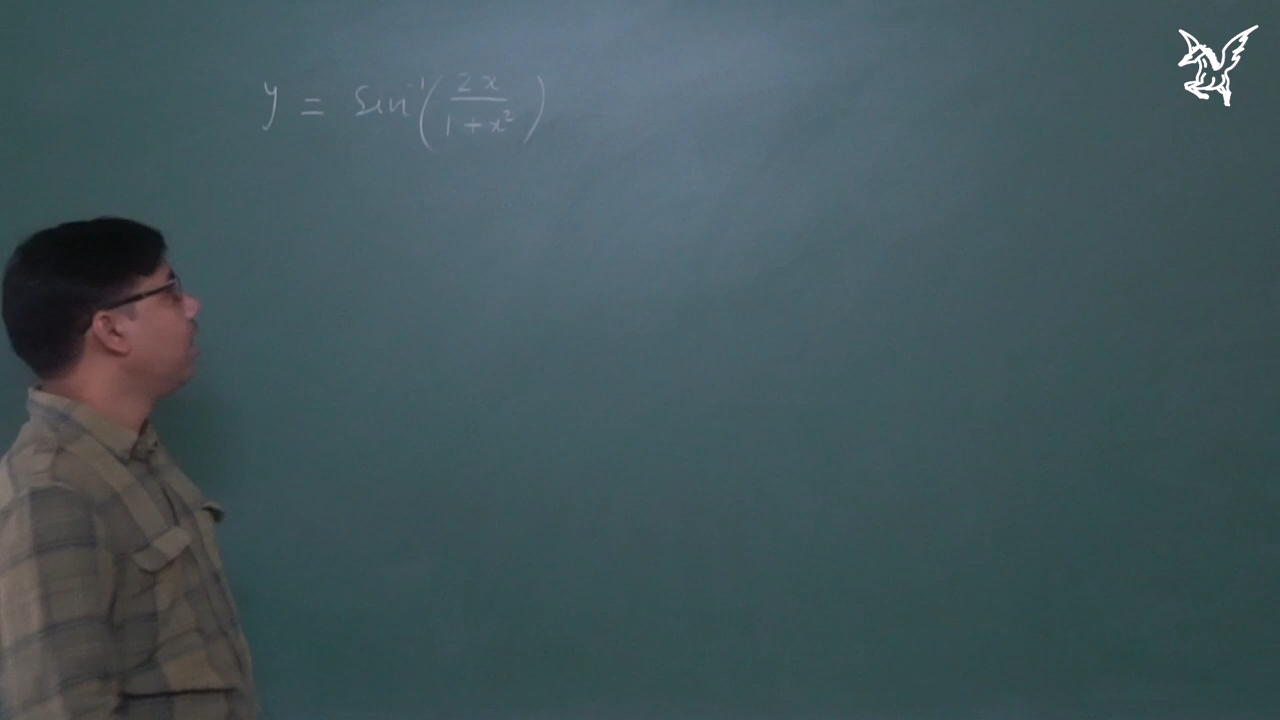 y = sin⁻¹(2x/(1+x²))